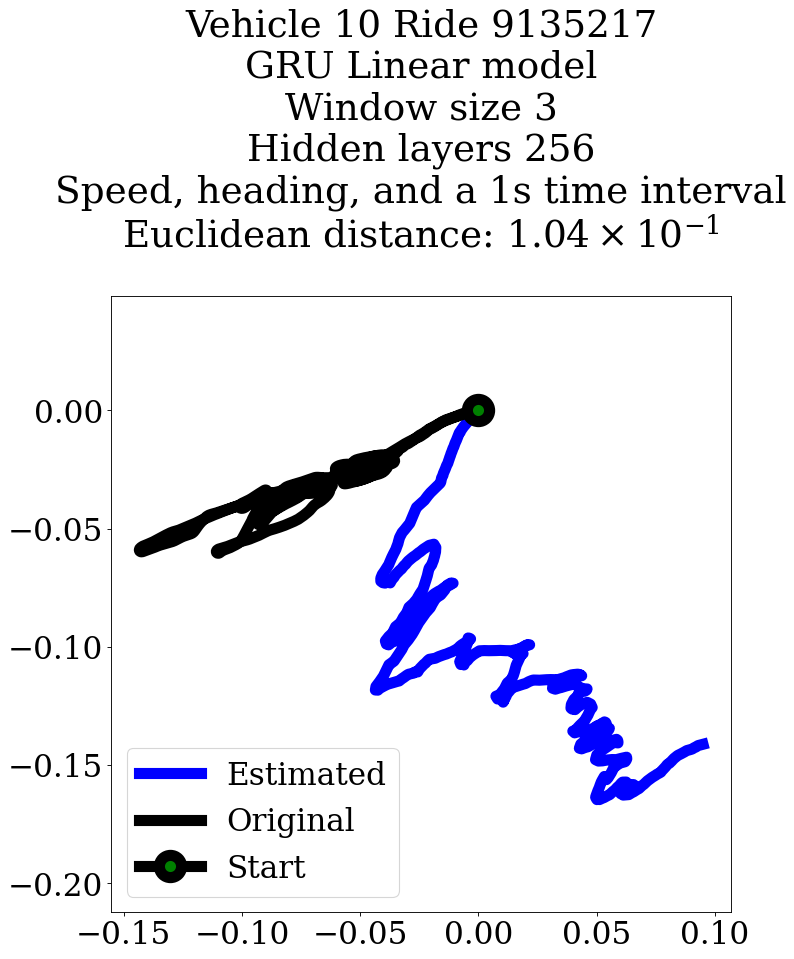 Vehicle 10 Ride 9135217
GRU Linear model
Window size 3
Hidden layers 256
Speed, heading, and a 1s time interval
Euclidean distance: 1.04 × 10⁻¹
0.00
−0.05
−0.10
−0.15
−0.20
Estimated
Original
Start
−0.15 −0.10 −0.05 0.00 0.05 0.10